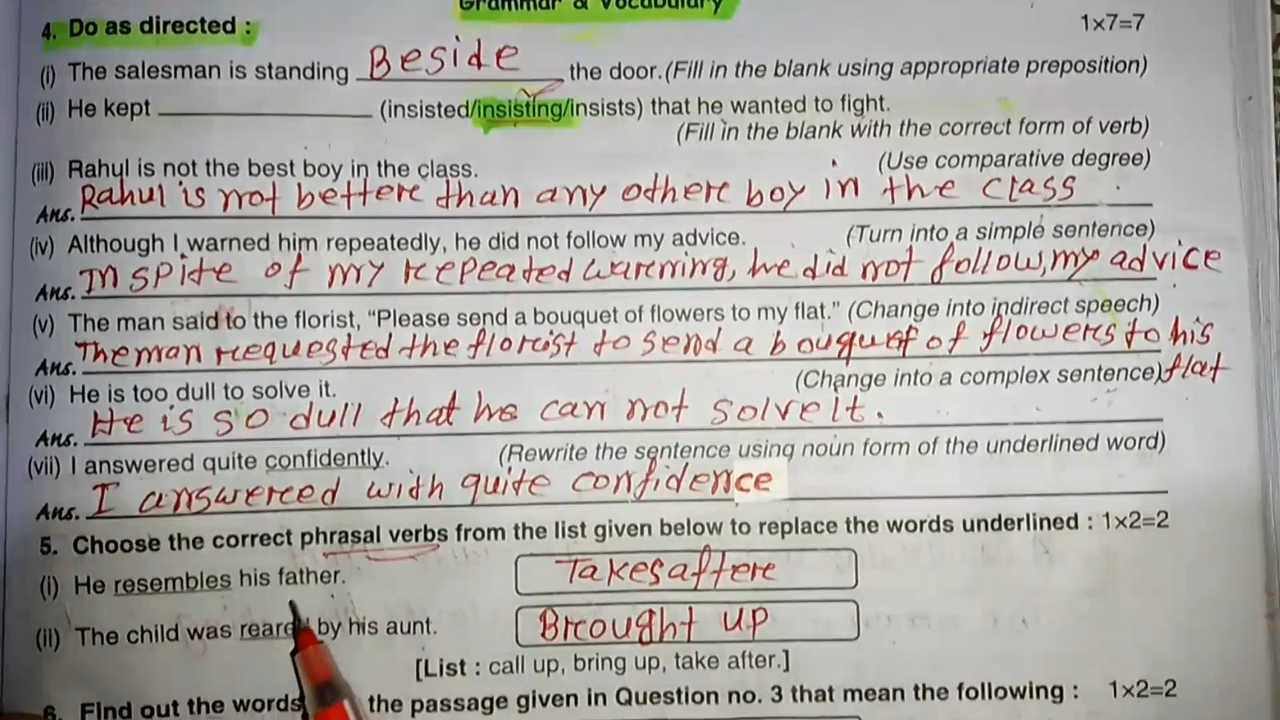 Grammar & Vocabulary
4. Do as directed : 1×7=7
(i) The salesman is standing Beside the door.(Fill in the blank using appropriate preposition)
(ii) He kept ____________ (insisted/insisting/insists) that he wanted to fight.
(Fill in the blank with the correct form of verb)
(iii) Rahul is not the best boy in the class. (Use comparative degree)
Ans. Rahul is not better than any other boy in the class.
(iv) Although I warned him repeatedly, he did not follow my advice. (Turn into a simple sentence)
Ans. In spite of my repeated warning, he did not follow, my advice
(v) The man said to the florist, “Please send a bouquet of flowers to my flat.” (Change into indirect speech)
Ans. The man requested the florist to send a bouquet of flowers to his
flat
(vi) He is too dull to solve it. (Change into a complex sentence)
Ans. He is so dull that he can not solve it.
(vii) I answered quite confidently. (Rewrite the sentence using noun form of the underlined word)
Ans. I answered with quite confidence
5. Choose the correct phrasal verbs from the list given below to replace the words underlined : 1×2=2
(i) He resembles his father. Takes after
(ii) The child was reared by his aunt. Brought up
[List : call up, bring up, take after.]
6. Find out the words the passage given in Question no. 3 that mean the following : 1×2=2